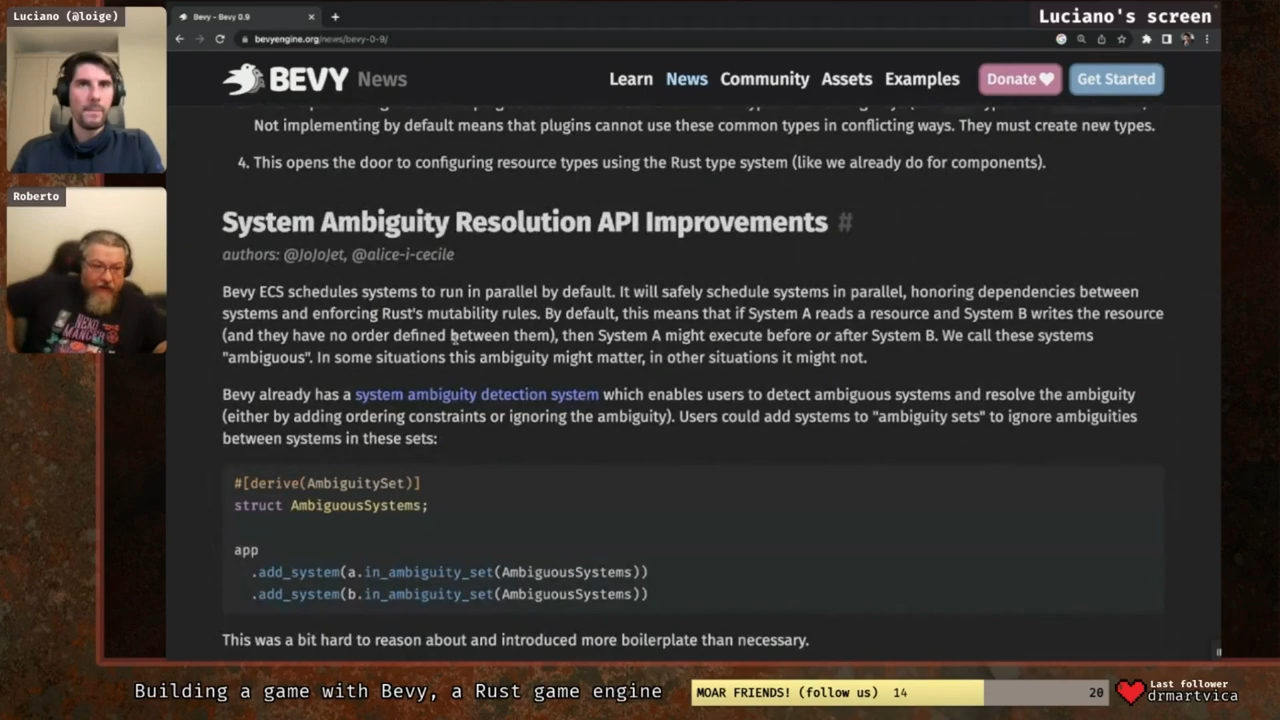 Luciano (@loige)
Bevy - Bevy 0.9
Luciano's screen
bevyengine.org/news/bevy-0-9/
BEVY News
Learn News Community Assets Examples Donate Get Started
Not implementing by default means that plugins cannot use these common types in conflicting ways. They must create new types.
4. This opens the door to configuring resource types using the Rust type system (like we already do for components).
Roberto
System Ambiguity Resolution API Improvements #
authors: @JoJoJet, @alice-i-cecile
Bevy ECS schedules systems to run in parallel by default. It will safely schedule systems in parallel, honoring dependencies between
systems and enforcing Rust's mutability rules. By default, this means that if System A reads a resource and System B writes the resource
(and they have no order defined between them), then System A might execute before or after System B. We call these systems
"ambiguous". In some situations this ambiguity might matter, in other situations it might not.
Bevy already has a system ambiguity detection system which enables users to detect ambiguous systems and resolve the ambiguity
(either by adding ordering constraints or ignoring the ambiguity). Users could add systems to "ambiguity sets" to ignore ambiguities
between systems in these sets:
#[derive(AmbiguitySet)]
struct AmbiguousSystems;
app
.add_system(a.in_ambiguity_set(AmbiguousSystems))
.add_system(b.in_ambiguity_set(AmbiguousSystems))
This was a bit hard to reason about and introduced more boilerplate than necessary.
Building a game with Bevy, a Rust game engine
MOAR FRIENDS! (follow us) 14 20
Last follower
drmartvica